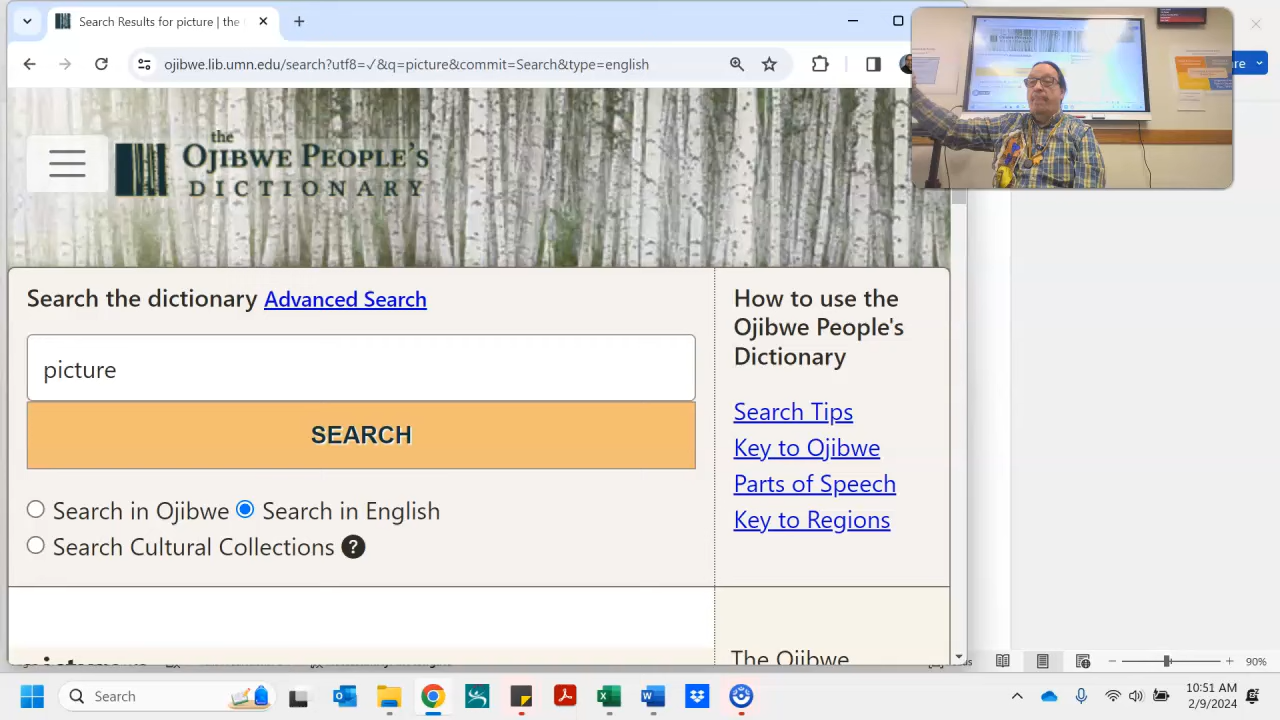 Search Results for picture | the
ojibwe.lib.umn.edu/search?utf8=✓&q=picture&commit=Search&type=english
re
the
OJIBWE PEOPLE'S
DICTIONARY
Search the dictionary Advanced Search
picture
SEARCH
Search in Ojibwe Search in English
Search Cultural Collections ?
How to use the
Ojibwe People's
Dictionary
Search Tips
Key to Ojibwe
Parts of Speech
Key to Regions
The Ojibwe
90%
Search
10:51 AM
2/9/2024